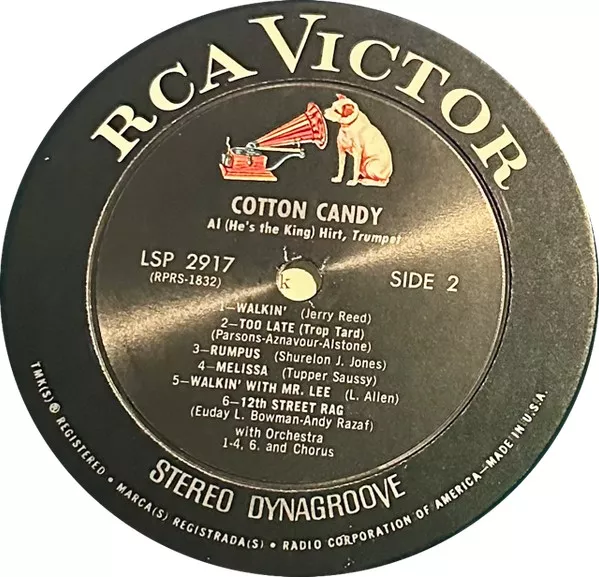 RCA VICTOR
COTTON CANDY
Al (He's the King) Hirt, Trumpet
LSP 2917
(RPRS-1832)
k
SIDE 2
1—WALKIN' (Jerry Reed)
2—TOO LATE (Trop Tard)
(Parsons-Aznavour-Alstone)
3—RUMPUS (Shurelon J. Jones)
4—MELISSA (Tupper Saussy)
5—WALKIN' WITH MR. LEE (L. Allen)
6—12th STREET RAG
(Euday L. Bowman-Andy Razaf)
with Orchestra
1-4, 6, and Chorus
STEREO DYNAGROOVE
TMK(S) ® REGISTERED • MARCA(S) REGISTRADA(S) • RADIO CORPORATION OF AMERICA—MADE IN U.S.A.